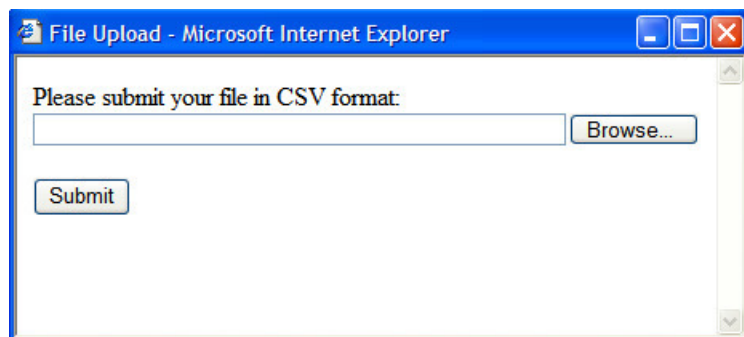 File Upload - Microsoft Internet Explorer
Please submit your file in CSV format:
Browse...
Submit